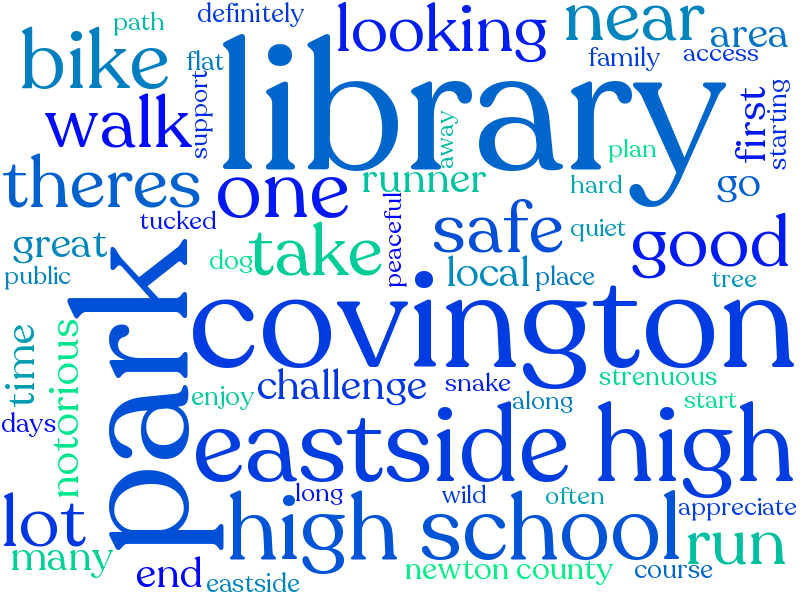 definitely
looking
near
path
area
bike
flat
family
access
library
walk
support
away
first
starting
plan
theres
one
runner
hard
go
tucked
peaceful
safe
quiet
good
great
dog
take
public
local
place
tree
park
covington
time
notorious
enjoy
challenge
snake
strenuous
along
start
days
eastside high
lot
long
wild
often
appreciate
high school
run
many
end
eastside
newton county
course